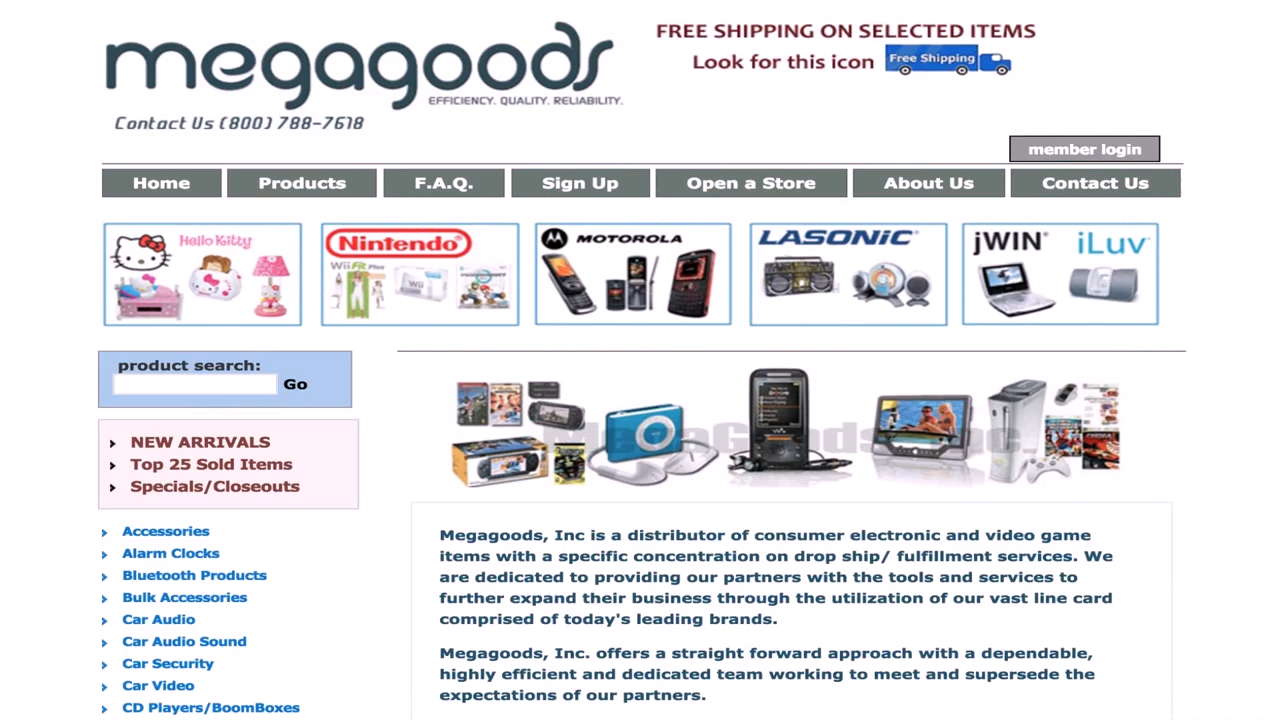 megagoods
EFFICIENCY. QUALITY. RELIABILITY.
Contact Us (800) 788-7618
FREE SHIPPING ON SELECTED ITEMS
Look for this icon Free Shipping
member login
Home Products F.A.Q. Sign Up Open a Store About Us Contact Us
Hello Kitty
Nintendo
Wii Fit Plus
Wii
MOTOROLA
LASONIC
jWIN iLuv
product search:
Go
NEW ARRIVALS
Top 25 Sold Items
Specials/Closeouts
Accessories
Alarm Clocks
Bluetooth Products
Bulk Accessories
Car Audio
Car Audio Sound
Car Security
Car Video
CD Players/BoomBoxes
MegaGoods, Inc.
Megagoods, Inc is a distributor of consumer electronic and video game
items with a specific concentration on drop ship/ fulfillment services. We
are dedicated to providing our partners with the tools and services to
further expand their business through the utilization of our vast line card
comprised of today's leading brands.
Megagoods, Inc. offers a straight forward approach with a dependable,
highly efficient and dedicated team working to meet and supersede the
expectations of our partners.